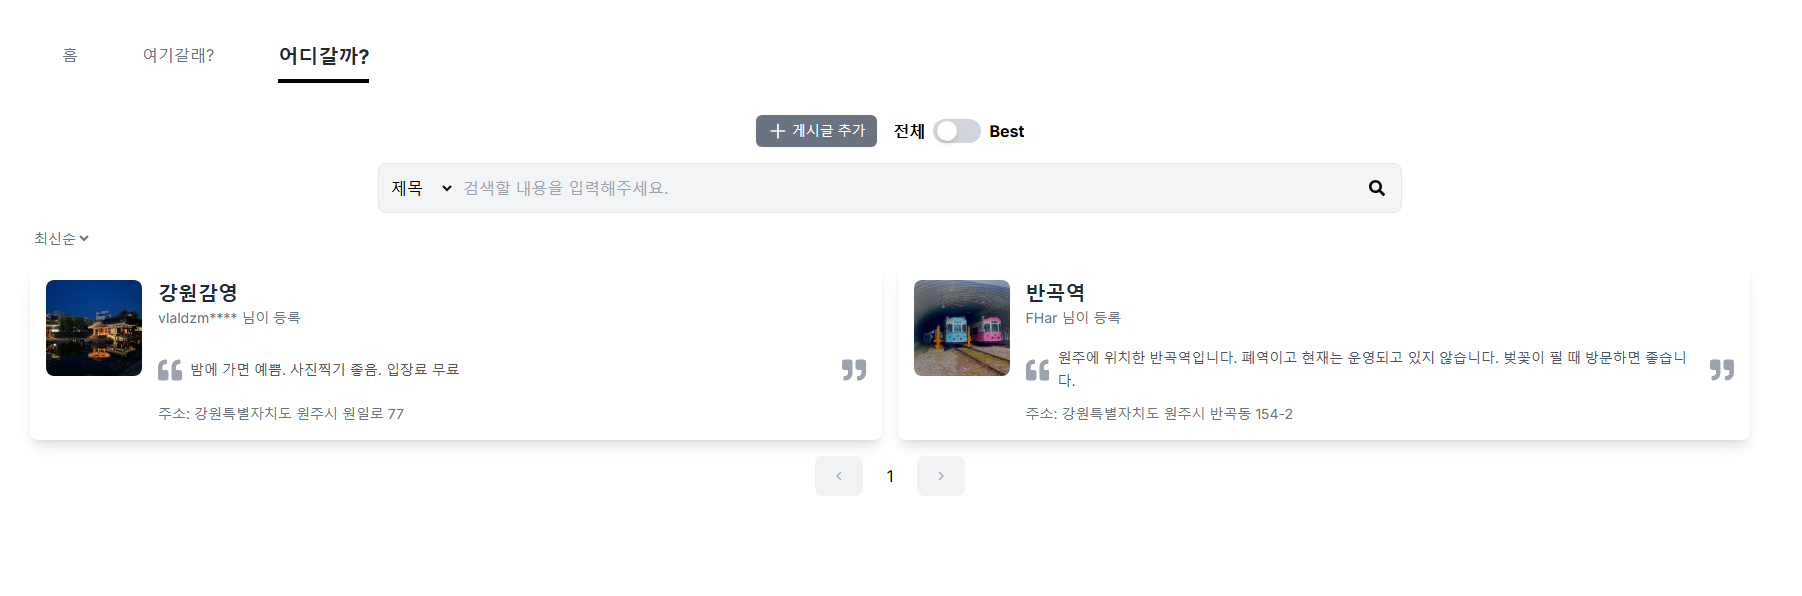 홈 여기갈래? 어디갈까?
게시글 추가 전체 Best
제목 검색할 내용을 입력해주세요.
최신순
강원감영
vlaldzm**** 님이 등록
밤에 가면 예쁨. 사진찍기 좋음. 입장료 무료
주소: 강원특별자치도 원주시 원일로 77
반곡역
FHar 님이 등록
원주에 위치한 반곡역입니다. 폐역이고 현재는 운영되고 있지 않습니다. 벚꽃이 필 때 방문하면 좋습니
다.
주소: 강원특별자치도 원주시 반곡동 154-2
1